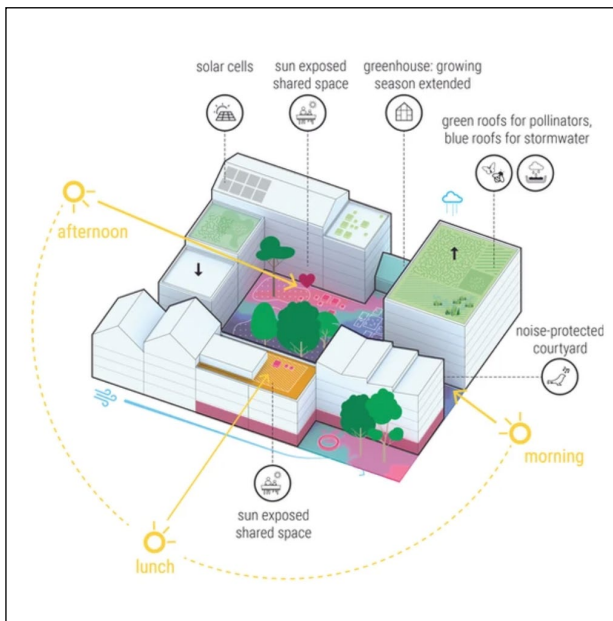 solar cells
sun exposed
shared space
greenhouse: growing
season extended
green roofs for pollinators,
blue roofs for stormwater
afternoon
noise-protected
courtyard
morning
sun exposed
shared space
lunch